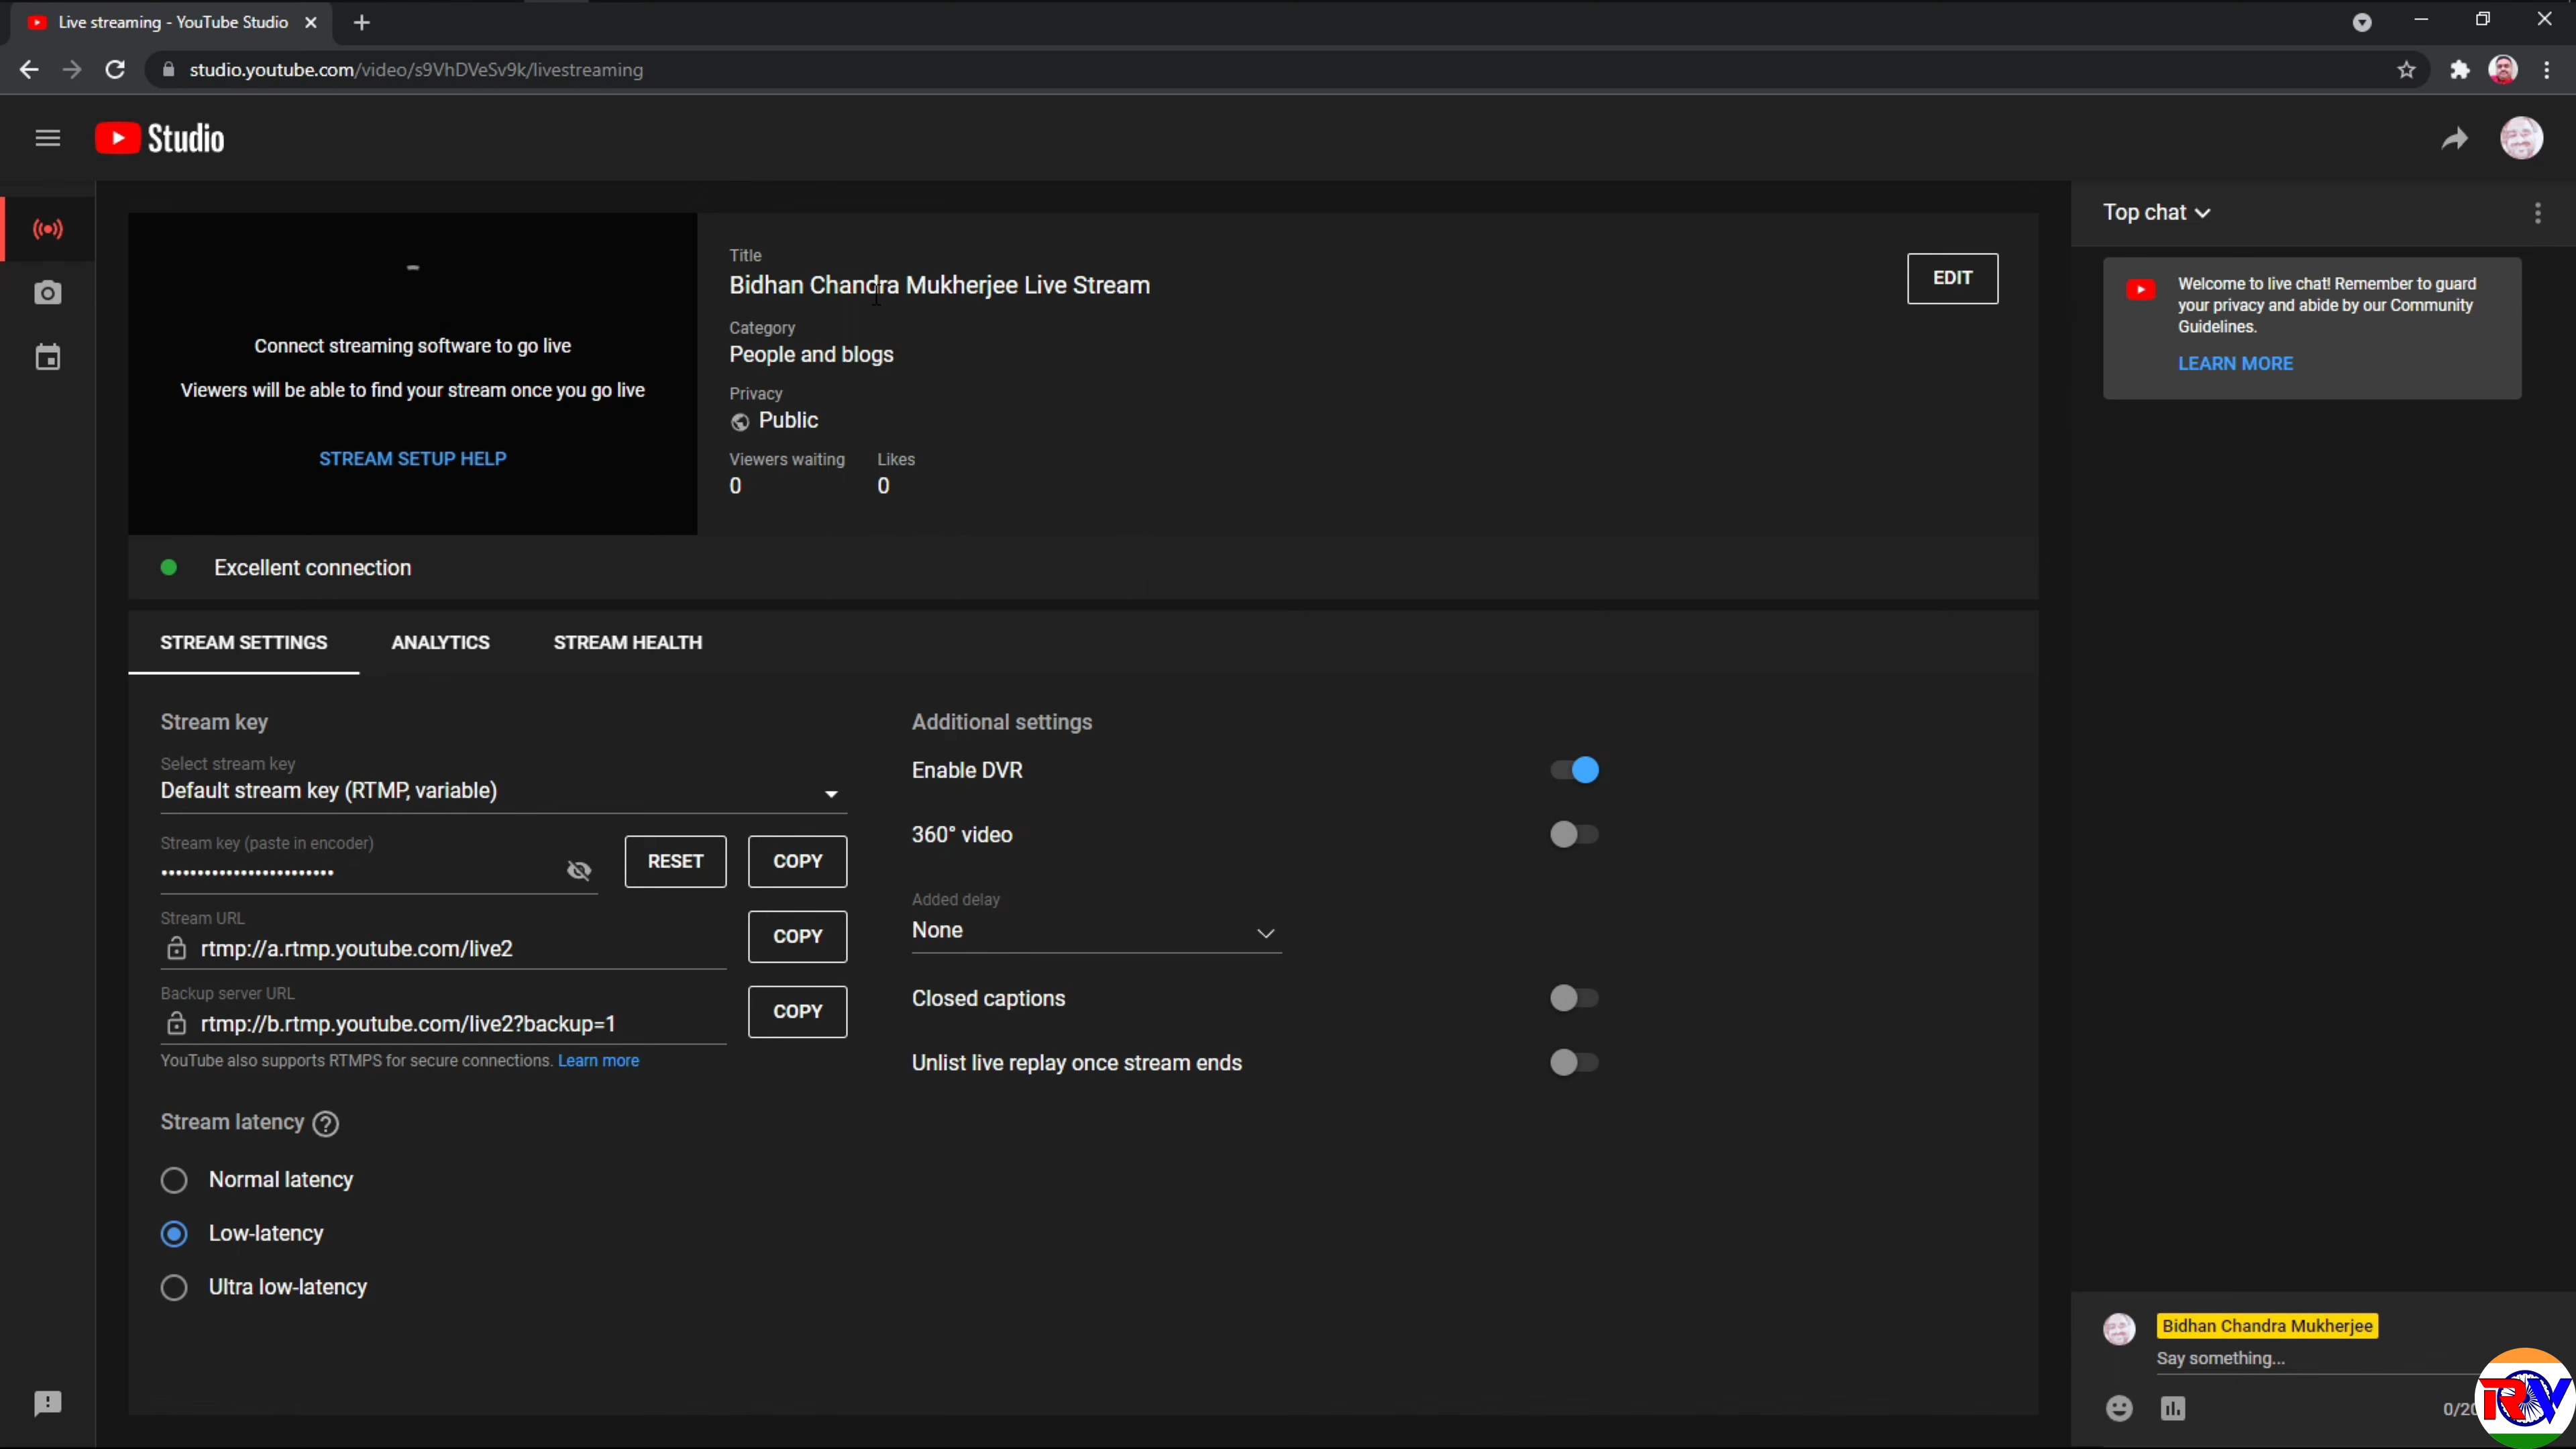 Live streaming - YouTube Studio
studio.youtube.com/video/s9VhDVeSv9k/livestreaming
Studio
Connect streaming software to go live
Viewers will be able to find your stream once you go live
STREAM SETUP HELP
Title
Bidhan Chandra Mukherjee Live Stream
EDIT
Category
People and blogs
Privacy
Public
Viewers waiting Likes
0 0
Top chat
Welcome to live chat! Remember to guard
your privacy and abide by our Community
Guidelines.
LEARN MORE
Excellent connection
STREAM SETTINGS ANALYTICS STREAM HEALTH
Stream key
Select stream key
Default stream key (RTMP, variable)
Stream key (paste in encoder)
••••••••••••••••••••••••
RESET COPY
Stream URL
rtmp://a.rtmp.youtube.com/live2
COPY
Backup server URL
rtmp://b.rtmp.youtube.com/live2?backup=1
COPY
YouTube also supports RTMPS for secure connections. Learn more
Stream latency
Normal latency
Low-latency
Ultra low-latency
Additional settings
Enable DVR
360° video
Added delay
None
Closed captions
Unlist live replay once stream ends
Bidhan Chandra Mukherjee
Say something...
RV